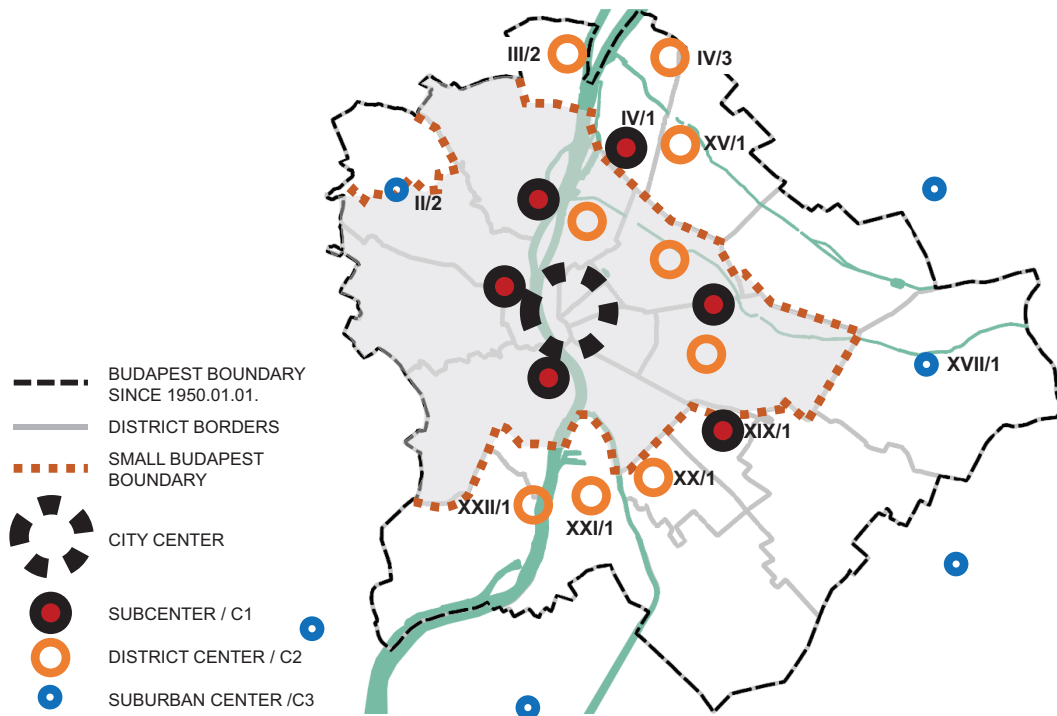 III/2
IV/3
IV/1
XV/1
II/2
XVII/1
XIX/1
XX/1
XXII/1
XXI/1
BUDAPEST BOUNDARY
SINCE 1950.01.01.
DISTRICT BORDERS
SMALL BUDAPEST
BOUNDARY
CITY CENTER
SUBCENTER / C1
DISTRICT CENTER / C2
SUBURBAN CENTER /C3